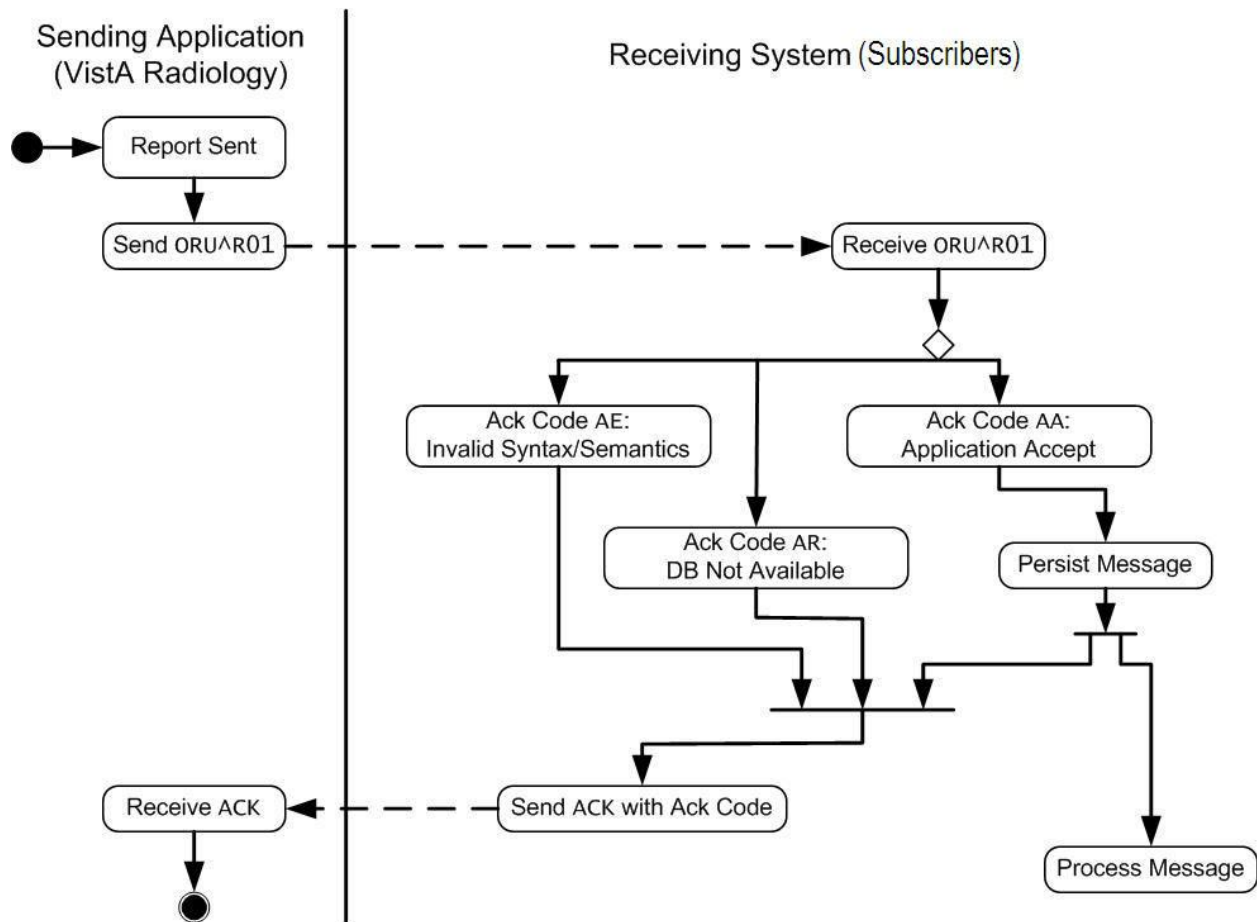 Sending Application
(VistA Radiology)
Receiving System (Subscribers)
Report Sent
Send ORU^R01
Receive ORU^R01
Ack Code AE:
Invalid Syntax/Semantics
Ack Code AA:
Application Accept
Ack Code AR:
DB Not Available
Persist Message
Receive ACK
Send ACK with Ack Code
Process Message